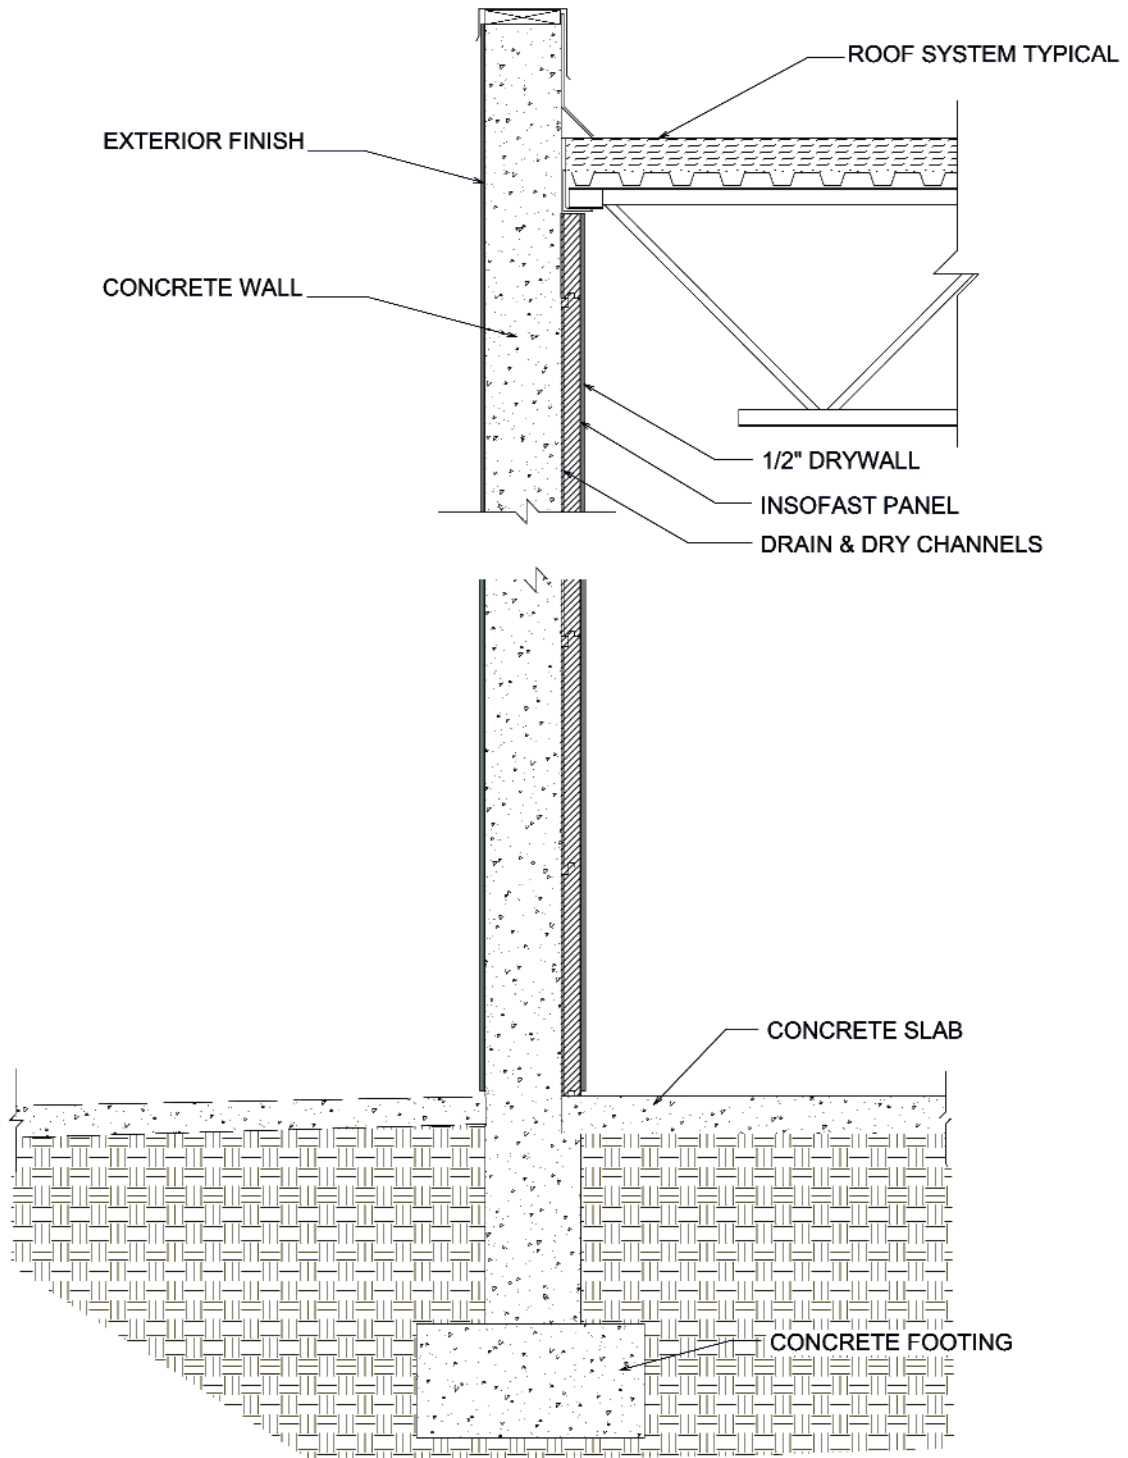 ROOF SYSTEM TYPICAL
EXTERIOR FINISH
CONCRETE WALL
1/2" DRYWALL
INSOFAST PANEL
DRAIN & DRY CHANNELS
CONCRETE SLAB
CONCRETE FOOTING